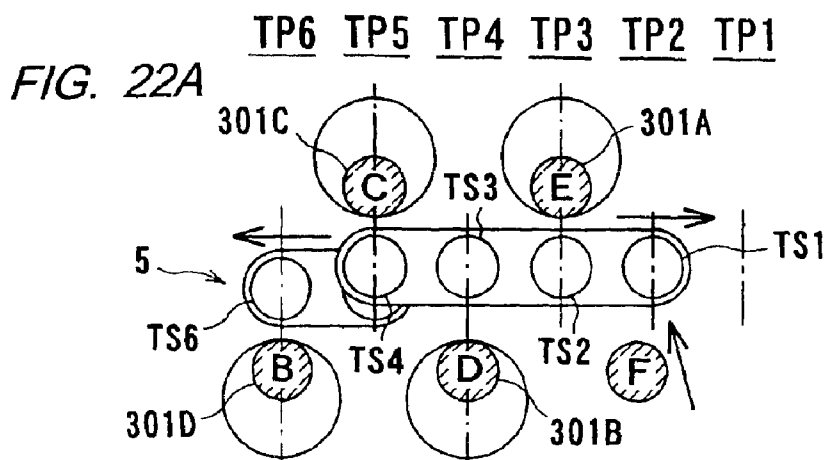 TP6 TP5 TP4 TP3 TP2 TP1
FIG. 22A
301C 301A
C TS3 E
TS1
5
TS6 TS4 TS2
B D F
301D 301B